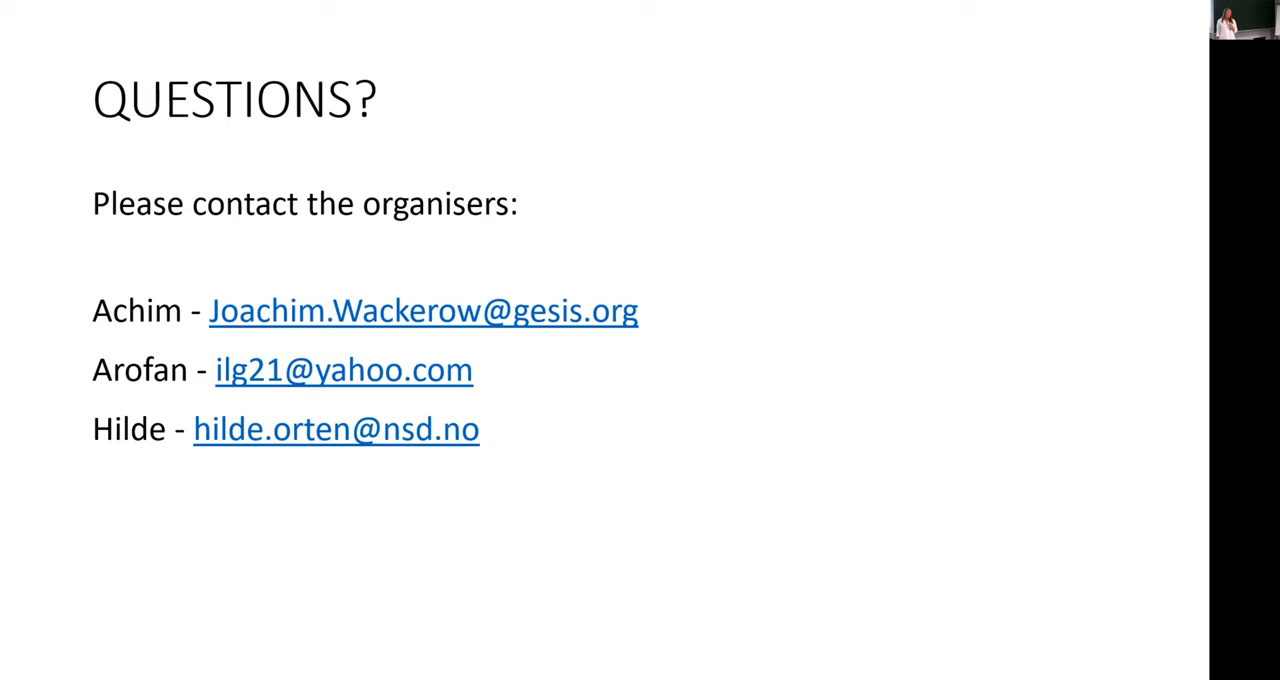 QUESTIONS?
Please contact the organisers:
Achim - Joachim.Wackerow@gesis.org
Arofan - ilg21@yahoo.com
Hilde - hilde.orten@nsd.no